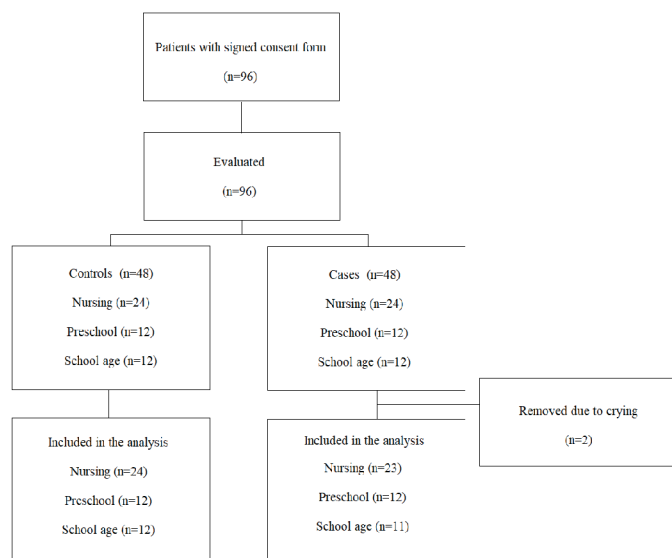 Patients with signed consent form
(n=96)
Evaluated
(n=96)
Controls (n=48)
Nursing (n=24)
Preschool (n=12)
School age (n=12)
Cases (n=48)
Nursing (n=24)
Preschool (n=12)
School age (n=12)
Removed due to crying
(n=2)
Included in the analysis
Nursing (n=24)
Preschool (n=12)
School age (n=12)
Included in the analysis
Nursing (n=23)
Preschool (n=12)
School age (n=11)